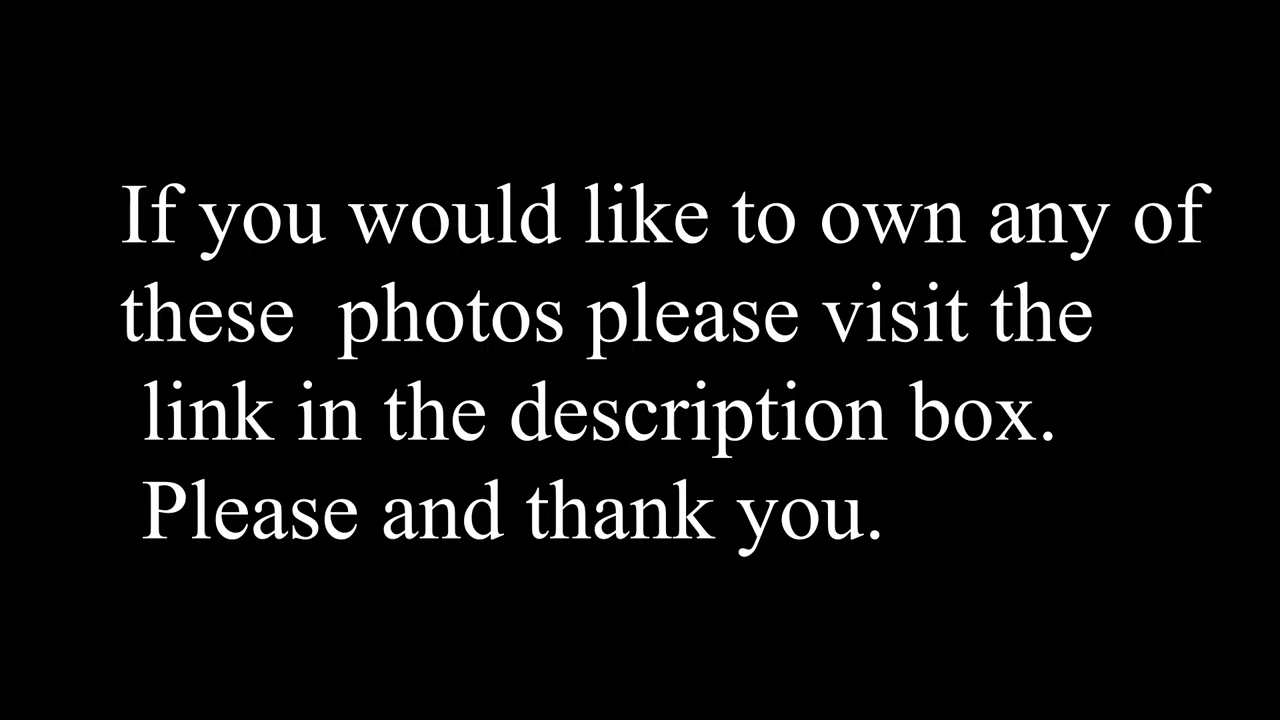 If you would like to own any of
these  photos please visit the
link in the description box.
Please and thank you.